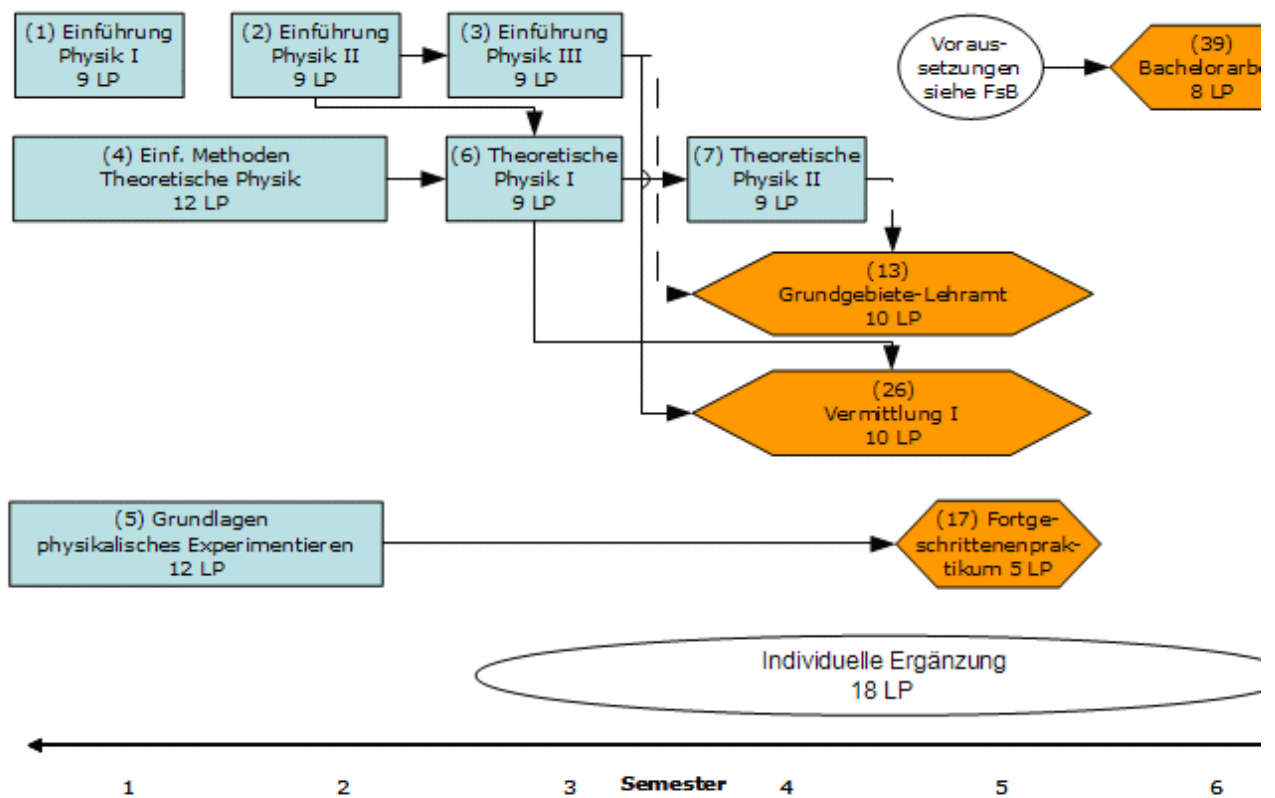 (1) Einführung
Physik I
9 LP
(2) Einführung
Physik II
9 LP
(3) Einführung
Physik III
9 LP
Voraus-
setzungen
siehe FsB
(39)
Bachelorarbe
8 LP
(4) Einf. Methoden
Theoretische Physik
12 LP
(6) Theoretische
Physik I
9 LP
(7) Theoretische
Physik II
9 LP
(13)
Grundgebiete-Lehramt
10 LP
(26)
Vermittlung I
10 LP
(5) Grundlagen
physikalisches Experimentieren
12 LP
(17) Fortge-
schrittenenprak-
tikum 5 LP
Individuelle Ergänzung
18 LP
1 2 3 Semester 4 5 6